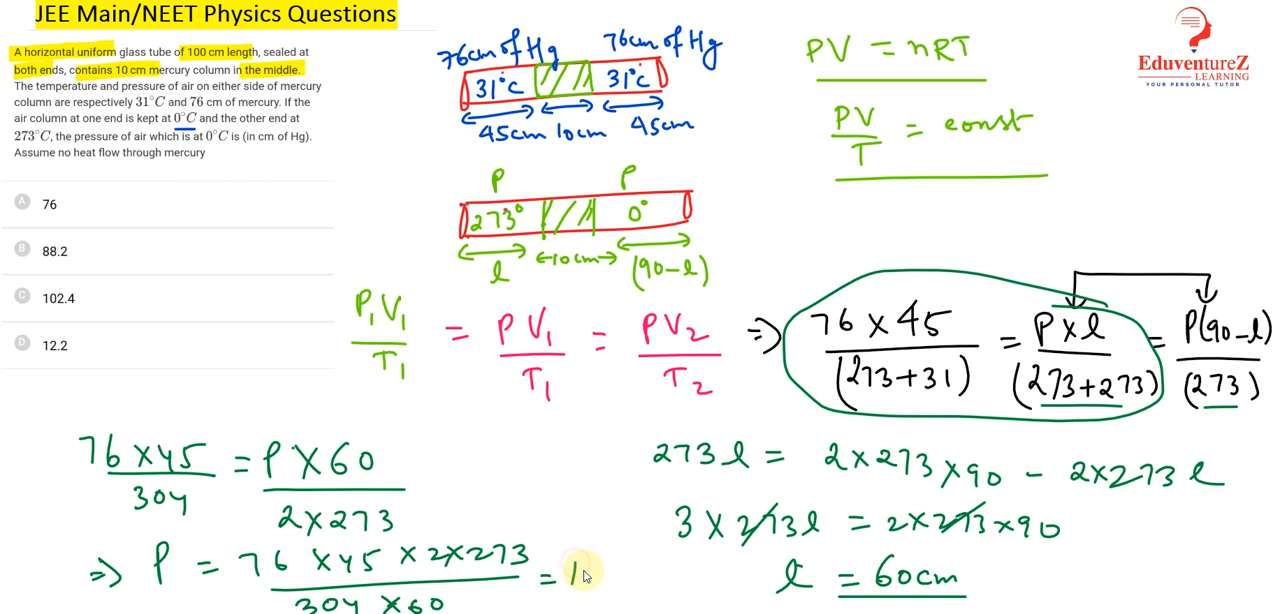 JEE Main/NEET Physics Questions
A horizontal uniform glass tube of 100 cm length, sealed at
both ends, contains 10 cm mercury column in the middle.
The temperature and pressure of air on either side of mercury
column are respectively 31°C and 76 cm of mercury. If the
air column at one end is kept at 0°C and the other end at
273°C, the pressure of air which is at 0°C is (in cm of Hg).
Assume no heat flow through mercury
A 76
B 88.2
C 102.4
D 12.2
76cm of Hg 76cm of Hg
31°C 31°C
45cm 10cm 45cm
P P
273° 0°
l 10cm (90-l)
PV = nRT
PV/T = const
EduventureZ
LEARNING
YOUR PERSONAL TUTOR
P₁V₁/T₁ = PV₁/T₁ = PV₂/T₂ ⇒ 76 × 45/(273+31) = P×l/(273+273) = P(90-l)/(273)
76×45/304 = P×60/2×273
⇒ P = 76 ×45 ×2×273/304 ×60 = 1
273 l = 2×273×90 - 2×273 l
3 × 273 l = 2×273×90
l = 60cm